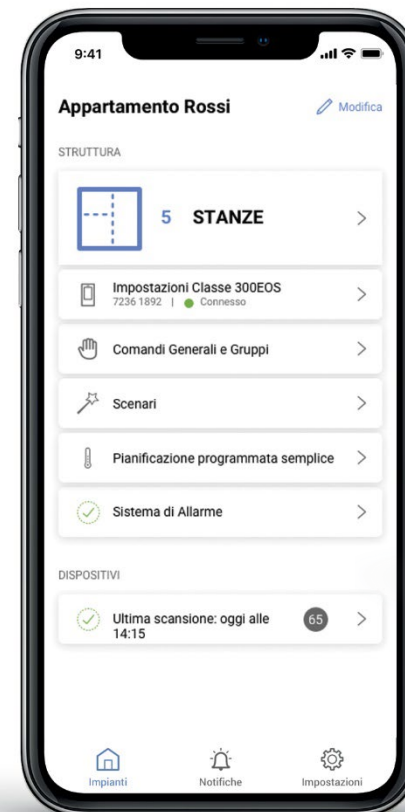 9:41
Appartamento Rossi
Modifica
STRUTTURA
5 STANZE
Impostazioni Classe 300EOS
7236 1892 | Connesso
Comandi Generali e Gruppi
Scenari
Pianificazione programmata semplice
Sistema di Allarme
DISPOSITIVI
Ultima scansione: oggi alle
14:15
65
Impianti
Notifiche
Impostazioni